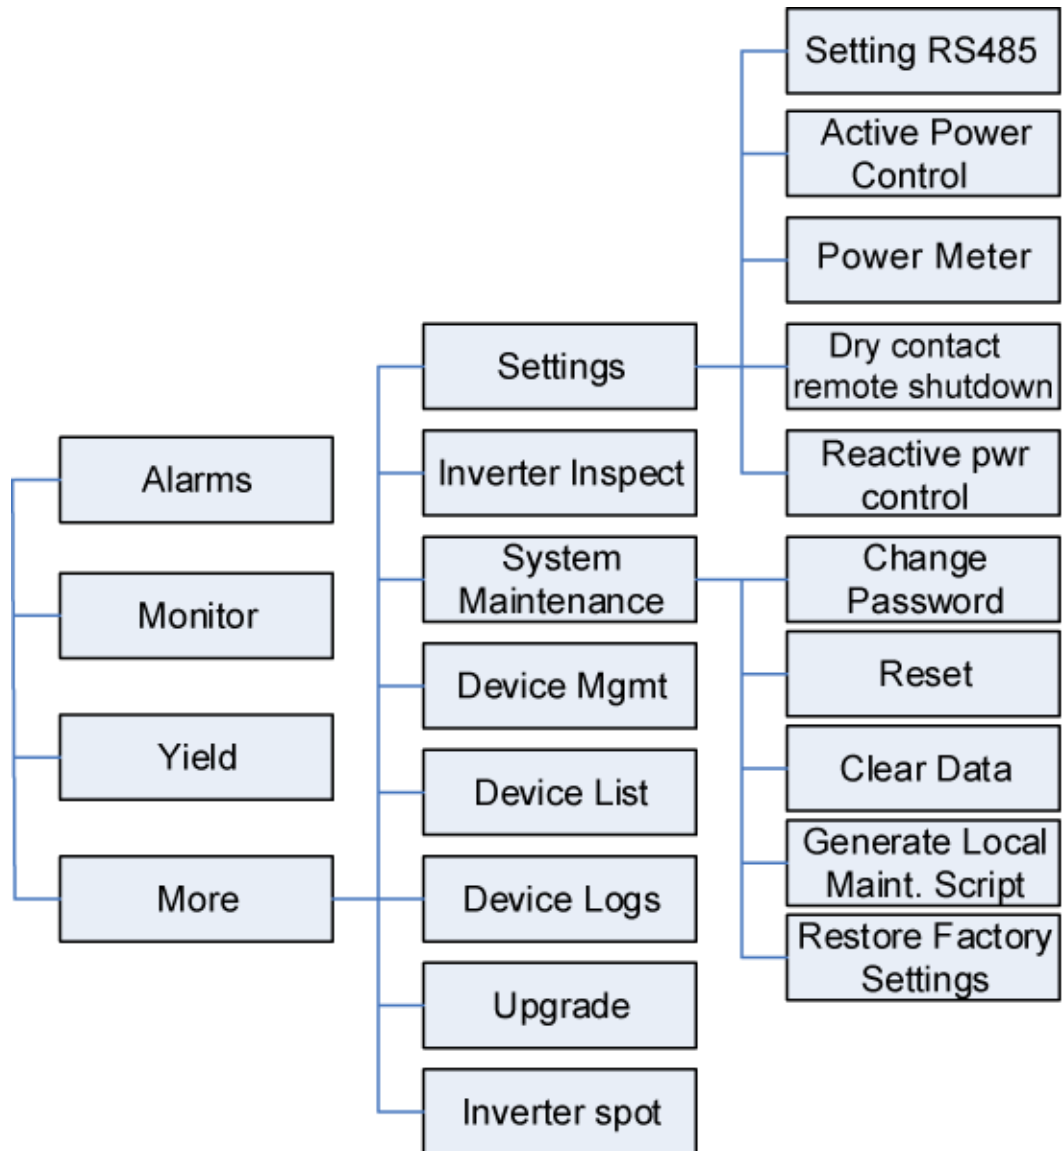 Alarms
Monitor
Yield
More
Settings
Inverter Inspect
System
Maintenance
Device Mgmt
Device List
Device Logs
Upgrade
Inverter spot
Setting RS485
Active Power
Control
Power Meter
Dry contact
remote shutdown
Reactive pwr
control
Change
Password
Reset
Clear Data
Generate Local
Maint. Script
Restore Factory
Settings